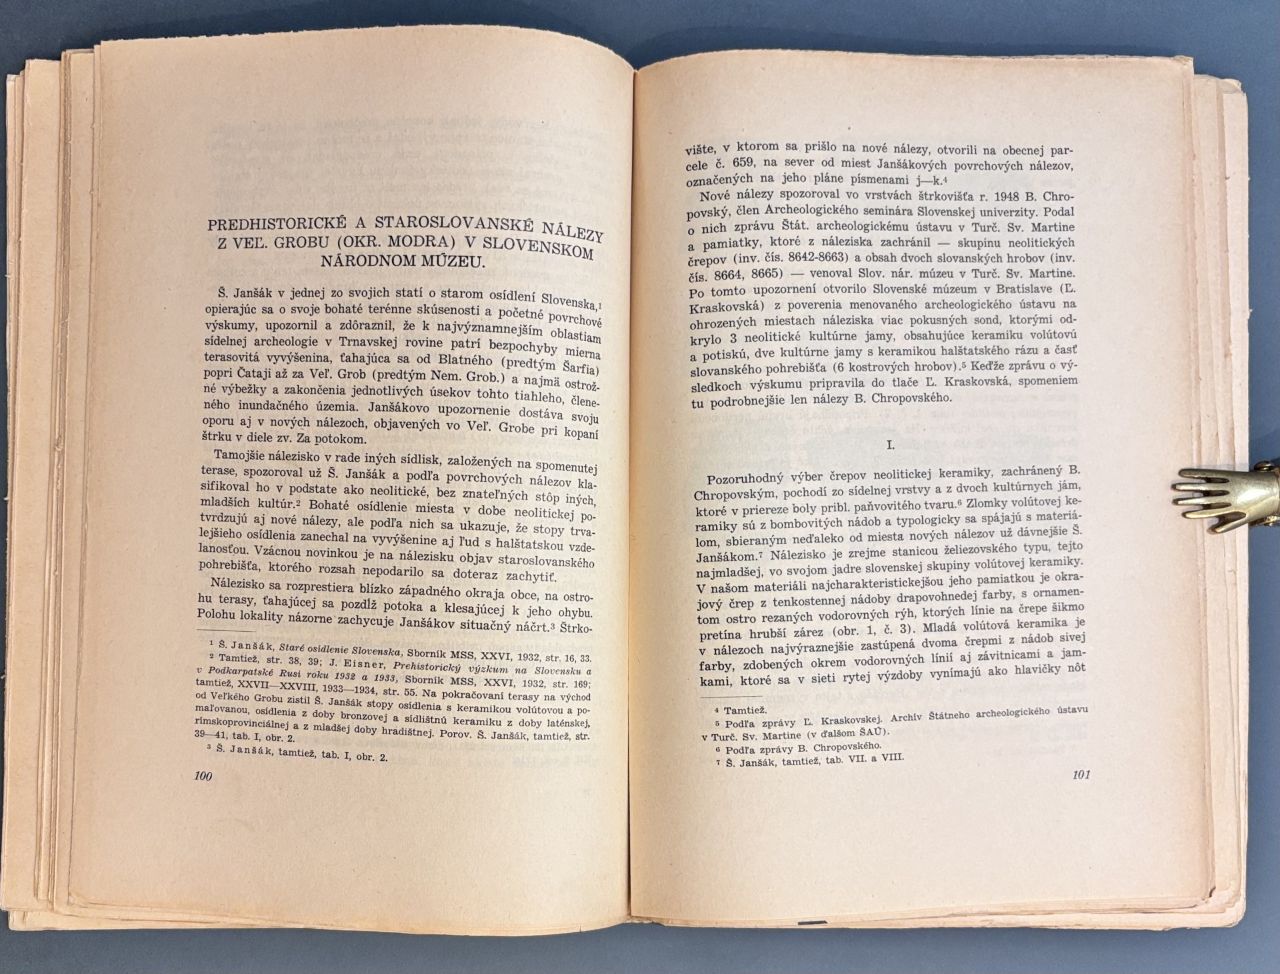 PREDHISTORICKÉ A STAROSLOVANSKÉ NÁLEZY
Z VEĽ. GROBU (OKR. MODRA) V SLOVENSKOM
NÁRODNOM MÚZEU.
Š. Janšák v jednej zo svojich statí o starom osídlení Slovenska,¹
opierajúc sa o svoje bohaté terénne skúsenosti a početné povrchové
výskumy, upozornil a zdôraznil, že k najvýznamnejším oblastiam
sídelnej archeologie v Trnavskej rovine patrí bezpochyby mierna
terasovitá vyvýšenina, ťahajúca sa od Blatného (predtým Šarfia)
popri Čataji až za Veľ. Grob (predtým Nem. Grob.) a najmä ostrož-
né výbežky a zakončenia jednotlivých úsekov tohto tiahleho, člene-
ného inundačného územia. Janšákovo upozornenie dostáva svoju
oporu aj v nových nálezoch, objavených vo Veľ. Grobe pri kopaní
štrku v diele zv. Za potokom.
Tamojšie nálezisko v rade iných sídlisk, založených na spomenutej
terase, spozoroval už Š. Janšák a podľa povrchových nálezov kla-
sifikoval ho v podstate ako neolitické, bez znateľných stôp iných,
mladších kultúr.² Bohaté osídlenie miesta v dobe neolitickej po-
tvrdzujú aj nové nálezy, ale podľa nich sa ukazuje, že stopy trva-
lejšieho osídlenia zanechal na vyvýšenine aj ľud s halštatskou vzde-
lanosťou. Vzácnou novinkou je na nálezisku objav staroslovanského
pohrebišťa, ktorého rozsah nepodarilo sa doteraz zachytiť.
Nálezisko sa rozprestiera blízko západného okraja obce, na ostro-
hu terasy, ťahajúcej sa pozdĺž potoka a klesajúcej k jeho ohybu.
Polohu lokality názorne zachycuje Janšákov situačný náčrt.³ Štrko-
¹ Š. Janšák, Staré osídlenie Slovenska, Sborník MSS, XXVI, 1932, str. 16, 33.
² Tamtiež, str. 38, 39; J. Eisner, Prehistorický výzkum na Slovensku a
v Podkarpatské Rusi roku 1932 a 1933, Sborník MSS, XXVI, 1932, str. 169;
tamtiež, XXVII—XXVIII, 1933—1934, str. 55. Na pokračovaní terasy na východ
od Veľkého Grobu zistil Š. Janšák stopy osídlenia s keramikou volútovou a po-
maľovanou, osídlenia z doby bronzovej a sídlištnú keramiku z doby laténskej,
rímskoprovinciálnej a z mladšej doby hradištnej. Porov. Š. Janšák, tamtiež, str.
39—41, tab. I, obr. 2.
³ Š. Janšák, tamtiež, tab. I, obr. 2.
100
vište, v ktorom sa prišlo na nové nálezy, otvorili na obecnej par-
cele č. 659, na sever od miest Janšákových povrchových nálezov,
označených na jeho pláne písmenami j—k.⁴
Nové nálezy spozoroval vo vrstvách štrkovišťa r. 1948 B. Chro-
povský, člen Archeologického seminára Slovenskej univerzity. Podal
o nich zprávu Štát. archeologickému ústavu v Turč. Sv. Martine
a pamiatky, ktoré z náleziska zachránil — skupinu neolitických
črepov (inv. čís. 8642-8663) a obsah dvoch slovanských hrobov (inv.
čís. 8664, 8665) — venoval Slov. nár. múzeu v Turč. Sv. Martine.
Po tomto upozornení otvorilo Slovenské múzeum v Bratislave (Ľ.
Kraskovská) z poverenia menovaného archeologického ústavu na
ohrozených miestach náleziska viac pokusných sond, ktorými od-
krylo 3 neolitické kultúrne jamy, obsahujúce keramiku volútovú
a potiskú, dve kultúrne jamy s keramikou halštatského rázu a časť
slovanského pohrebišťa (6 kostrových hrobov).⁵ Keďže zprávu o vý-
sledkoch výskumu pripravila do tlače Ľ. Kraskovská, spomeniem
tu podrobnejšie len nálezy B. Chropovského.
I.
Pozoruhodný výber črepov neolitickej keramiky, zachránený B.
Chropovským, pochodí zo sídelnej vrstvy a z dvoch kultúrnych jám,
ktoré v priereze boly pribl. paňvovitého tvaru.⁶ Zlomky volútovej ke-
ramiky sú z bombovitých nádob a typologicky sa spájajú s materiá-
lom, sbieraným neďaleko od miesta nových nálezov už dávnejšie Š.
Janšákom.⁷ Nálezisko je zrejme stanicou želiezovského typu, tejto
najmladšej, vo svojom jadre slovenskej skupiny volútovej keramiky.
V našom materiáli najcharakteristickejšou jeho pamiatkou je okra-
jový črep z tenkostennej nádoby drapovohnedej farby, s ornamen-
tom ostro rezaných vodorovných rýh, ktorých línie na črepe šikmo
pretína hrubší zárez (obr. 1, č. 3). Mladá volútová keramika je
v nálezoch najvýraznejšie zastúpená dvoma črepmi z nádob sivej
farby, zdobených okrem vodorovných línií aj závitnicami a jam-
kami, ktoré sa v sieti rytej výzdoby vynímajú ako hlavičky nôt
⁴ Tamtiež.
⁵ Podľa zprávy Ľ. Kraskovskej. Archív Štátneho archeologického ústavu
v Turč. Sv. Martine (v ďalšom ŠAÚ).
⁶ Podľa zprávy B. Chropovského.
⁷ Š. Janšák, tamtiež, tab. VII. a VIII.
101